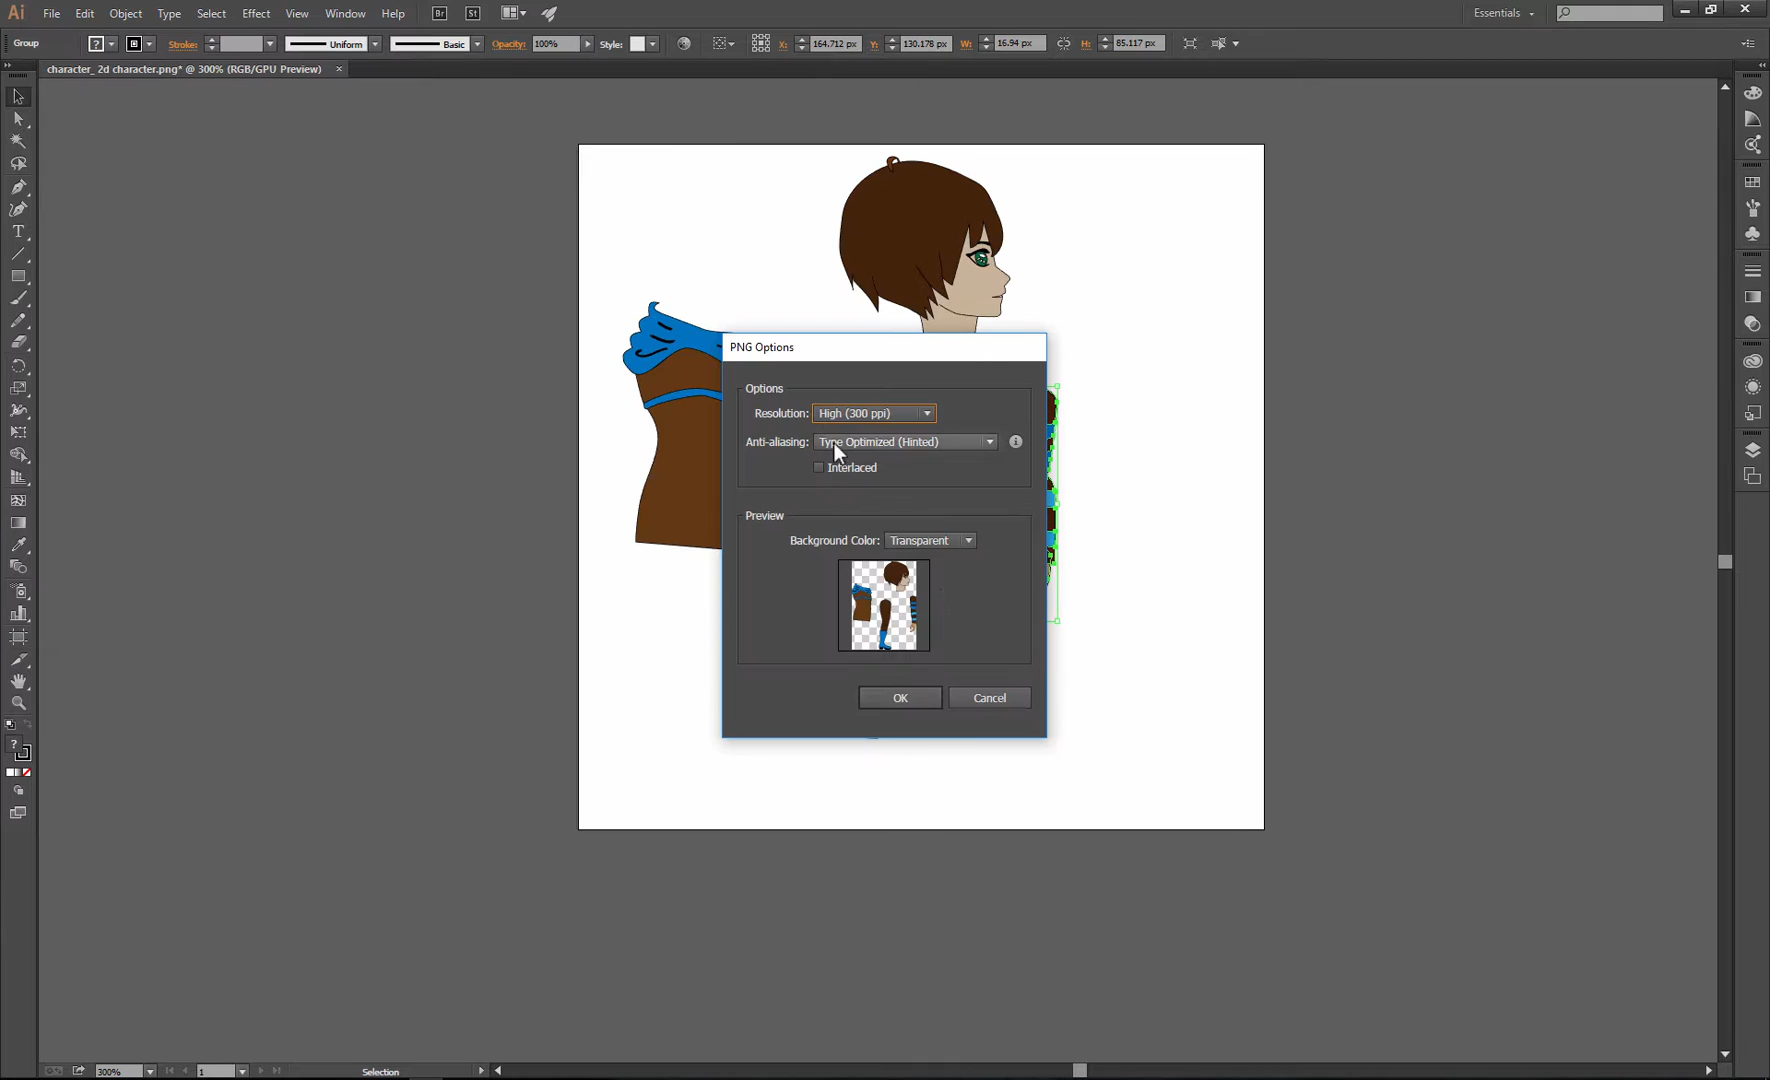 Ai File Edit Object Type Select Effect View Window Help Br St Essentials
Group ? Stroke: Uniform Basic Opacity: 100% Style: X: 164.712 px Y: 130.178 px W: 16.94 px H: 85.117 px
character_ 2d character.png* @ 300% (RGB/GPU Preview) ×
PNG Options
Options
Resolution: High (300 ppi)
Anti-aliasing: Type Optimized (Hinted)
Interlaced
Preview
Background Color: Transparent
OK Cancel
?
300% 1 Selection